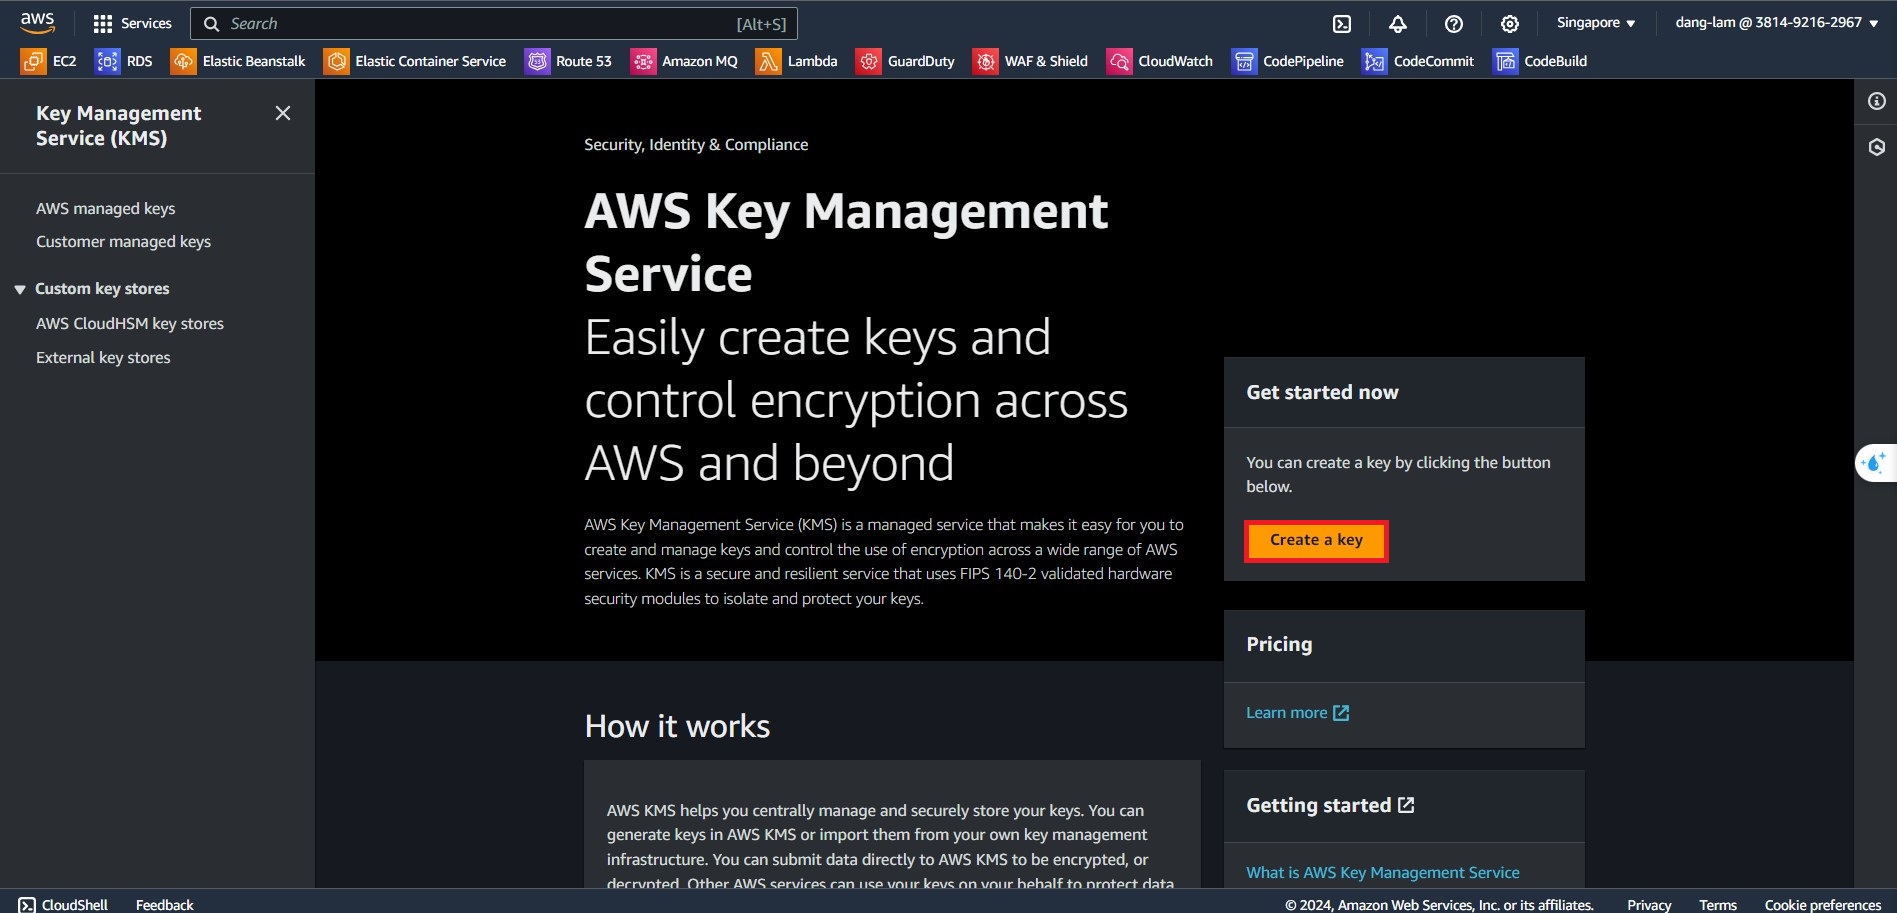 aws
Services
Search
[Alt+S]
Singapore
dang-lam @ 3814-9216-2967
EC2
RDS
Elastic Beanstalk
Elastic Container Service
Route 53
Amazon MQ
Lambda
GuardDuty
WAF & Shield
CloudWatch
CodePipeline
CodeCommit
CodeBuild
Key Management
Service (KMS)
AWS managed keys
Customer managed keys
Custom key stores
AWS CloudHSM key stores
External key stores
Security, Identity & Compliance
AWS Key Management
Service
Easily create keys and
control encryption across
AWS and beyond
AWS Key Management Service (KMS) is a managed service that makes it easy for you to
create and manage keys and control the use of encryption across a wide range of AWS
services. KMS is a secure and resilient service that uses FIPS 140-2 validated hardware
security modules to isolate and protect your keys.
Get started now
You can create a key by clicking the button
below.
Create a key
Pricing
Learn more
Getting started
What is AWS Key Management Service
How it works
AWS KMS helps you centrally manage and securely store your keys. You can
generate keys in AWS KMS or import them from your own key management
infrastructure. You can submit data directly to AWS KMS to be encrypted, or
decrypted. Other AWS services can use your keys on your behalf to protect data
CloudShell
Feedback
© 2024, Amazon Web Services, Inc. or its affiliates.
Privacy
Terms
Cookie preferences